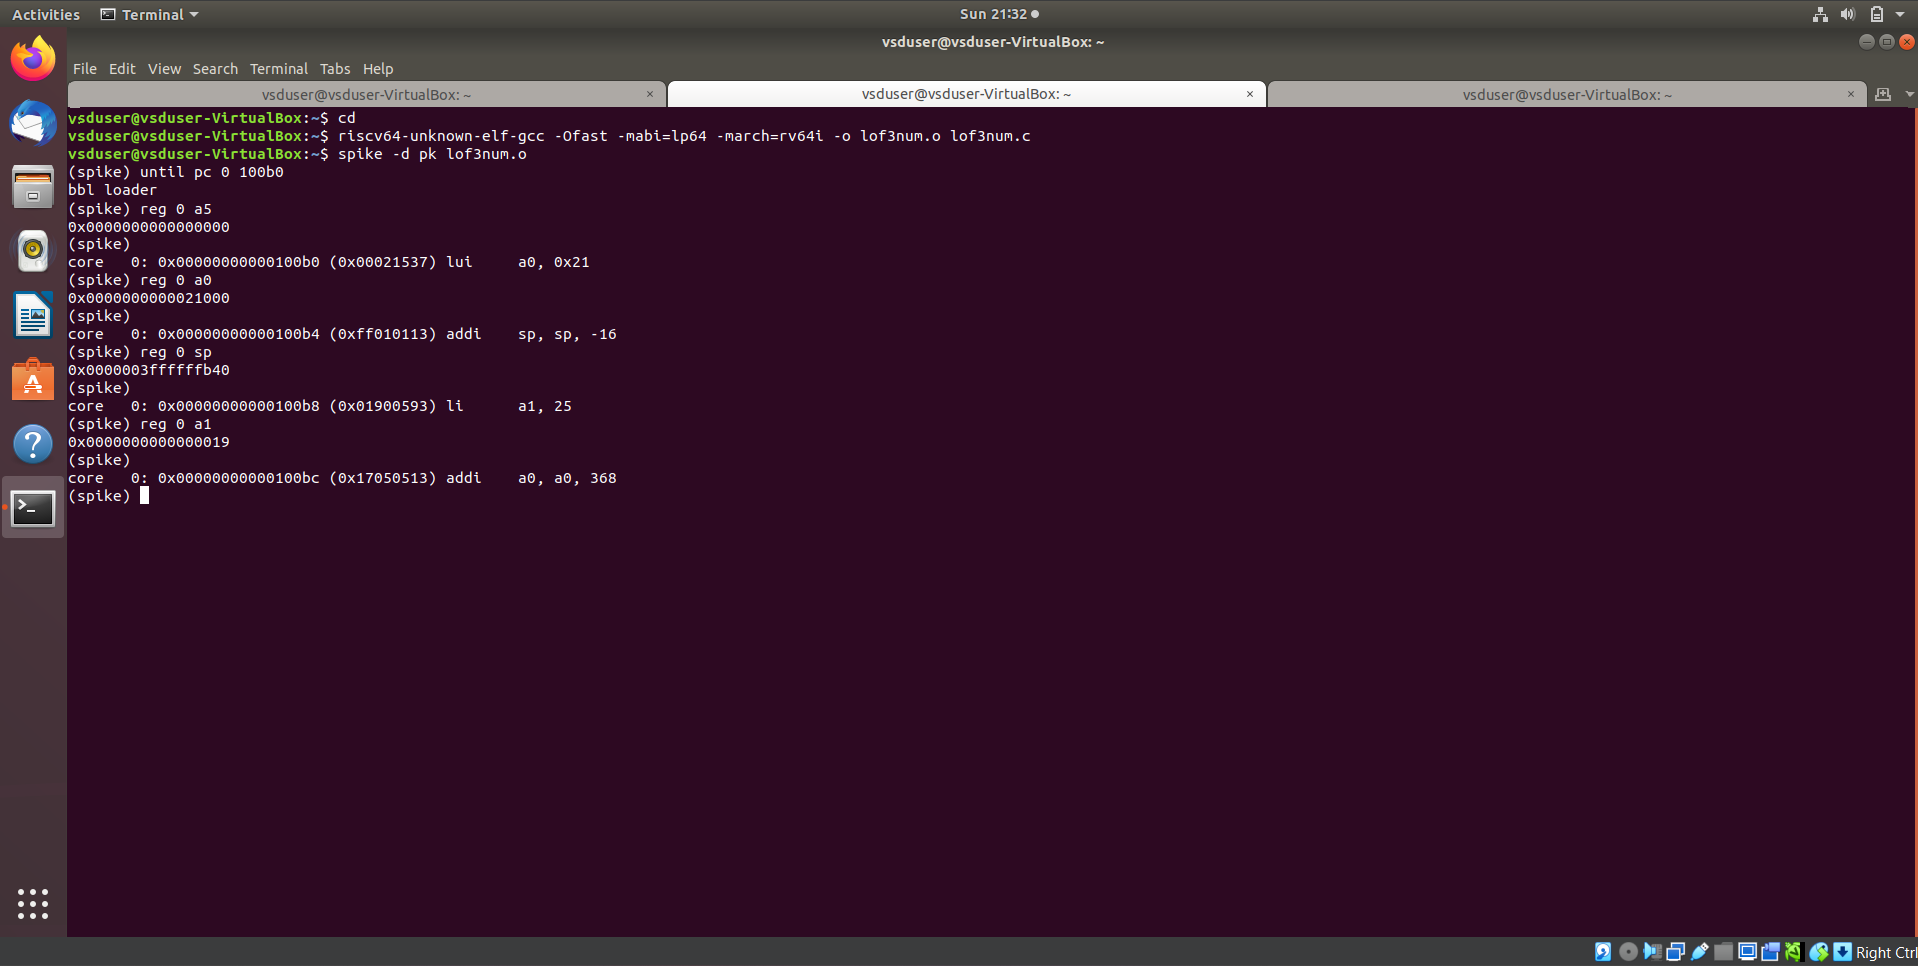 Activities Terminal Sun 21:32
vsduser@vsduser-VirtualBox: ~
File Edit View Search Terminal Tabs Help
vsduser@vsduser-VirtualBox: ~ × vsduser@vsduser-VirtualBox: ~ × vsduser@vsduser-VirtualBox: ~ ×
vsduser@vsduser-VirtualBox:~$ cd
vsduser@vsduser-VirtualBox:~$ riscv64-unknown-elf-gcc -Ofast -mabi=lp64 -march=rv64i -o lof3num.o lof3num.c
vsduser@vsduser-VirtualBox:~$ spike -d pk lof3num.o
(spike) until pc 0 100b0
bbl loader
(spike) reg 0 a5
0x0000000000000000
(spike)
core   0: 0x00000000000100b0 (0x00021537) lui     a0, 0x21
(spike) reg 0 a0
0x0000000000021000
(spike)
core   0: 0x00000000000100b4 (0xff010113) addi    sp, sp, -16
(spike) reg 0 sp
0x0000003ffffffb40
(spike)
core   0: 0x00000000000100b8 (0x01900593) li      a1, 25
(spike) reg 0 a1
0x0000000000000019
(spike)
core   0: 0x00000000000100bc (0x17050513) addi    a0, a0, 368
(spike)
Right Ctrl